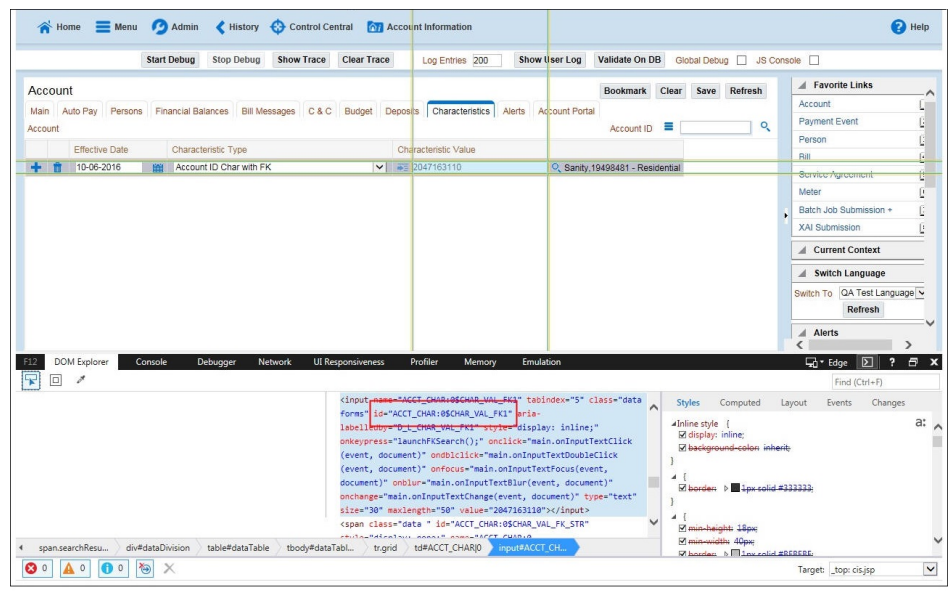 Home Menu Admin History Control Central Account Information Help
Start Debug Stop Debug Show Trace Clear Trace Log Entries 200 Show User Log Validate On DB Global Debug JS Console
Account Bookmark Clear Save Refresh
Main Auto Pay Persons Financial Balances Bill Messages C & C Budget Deposits Characteristics Alerts Account Portal
Account Account ID
Effective Date Characteristic Type Characteristic Value
10-06-2016 Account ID Char with FK 2047163110 Sanity,19498481 - Residential
Favorite Links
Account
Payment Event
Person
Bill
Service Agreement
Meter
Batch Job Submission +
XAI Submission
Current Context
Switch Language
Switch To QA Test Language
Refresh
Alerts
F12 DOM Explorer Console Debugger Network UI Responsiveness Profiler Memory Emulation Edge ?
Find (Ctrl+F)
<input name="ACCT_CHAR:0$CHAR_VAL_FK1" tabindex="5" class="data
forms" id="ACCT_CHAR:0$CHAR_VAL_FK1" aria-
labelledby="D_L_CHAR_VAL_FK1" style="display: inline;"
onkeypress="launchFKSearch();" onclick="main.onInputTextClick
(event, document)" ondblclick="main.onInputTextDoubleClick
(event, document)" onfocus="main.onInputTextFocus(event,
document)" onblur="main.onInputTextBlur(event, document)"
onchange="main.onInputTextChange(event, document)" type="text"
size="30" maxlength="50" value="2047163110"></input>
<span class="data " id="ACCT_CHAR:0$CHAR_VAL_FK_STR"
Styles Computed Layout Events Changes
Inline style { a:
display: inline;
background-color: inherit;
}
{
border: 1px solid #333333;
}
{
min-height: 18px;
min-width: 40px;
span.searchResu... div#dataDivision table#dataTable tbody#dataTabl... tr.grid td#ACCT_CHAR|0 input#ACCT_CH...
0 0 0 Target: _top: cis.jsp